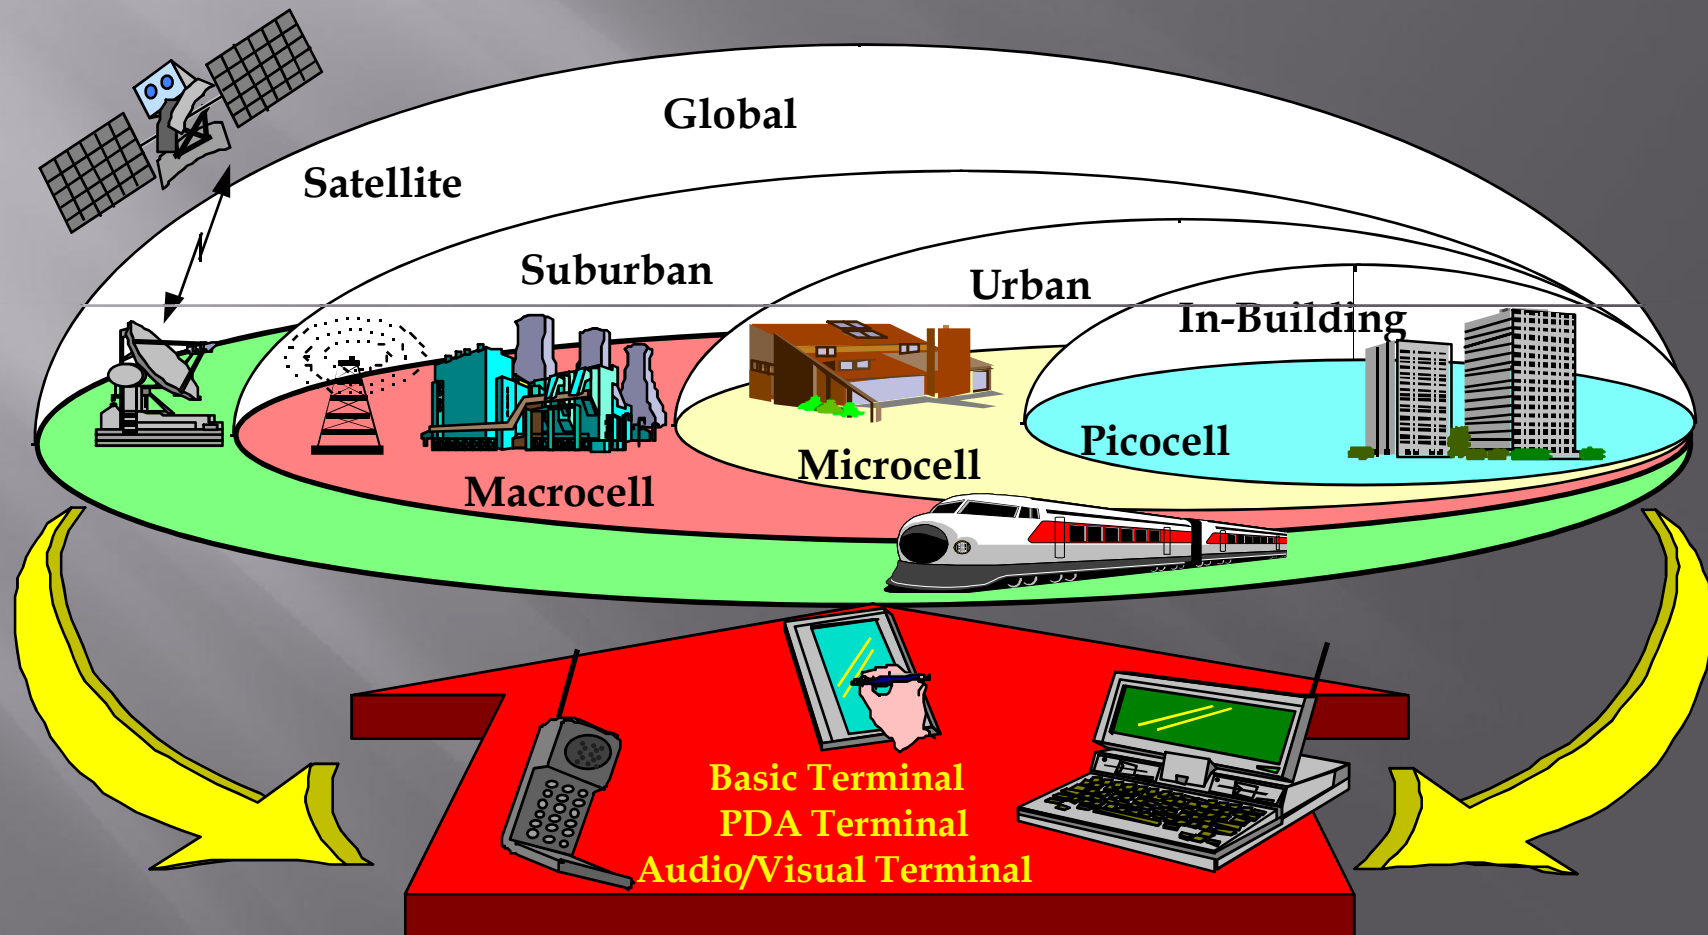 Global
Satellite
Suburban
Urban
In-Building
Picocell
Microcell
Macrocell
Basic Terminal
PDA Terminal
Audio/Visual Terminal